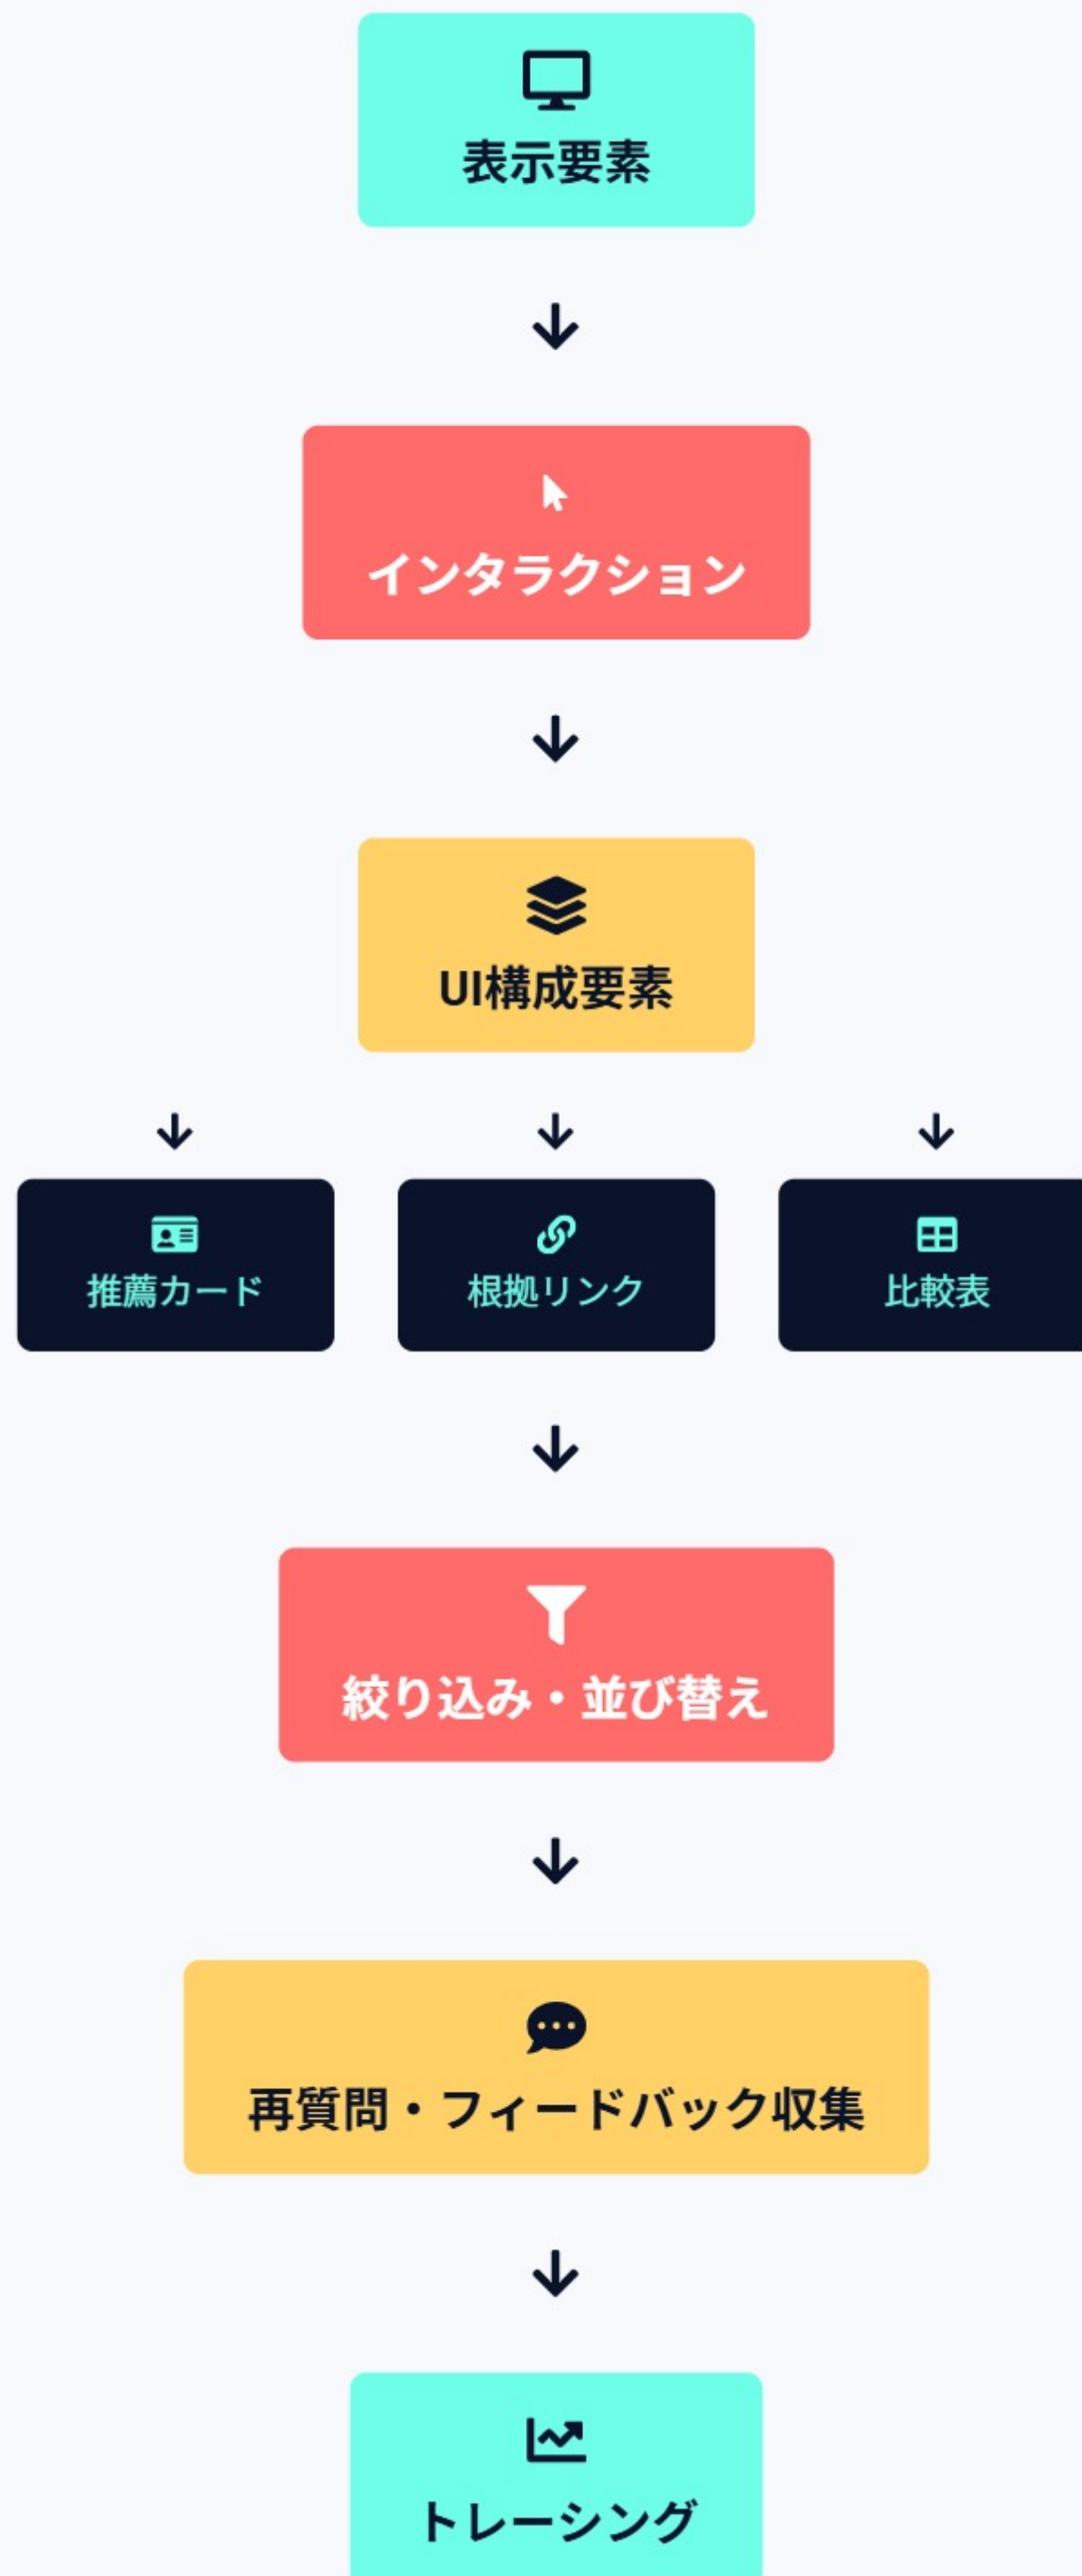 表示要素
インタラクション
UI構成要素
推薦カード
根拠リンク
比較表
絞り込み・並び替え
再質問・フィードバック収集
トレーシング